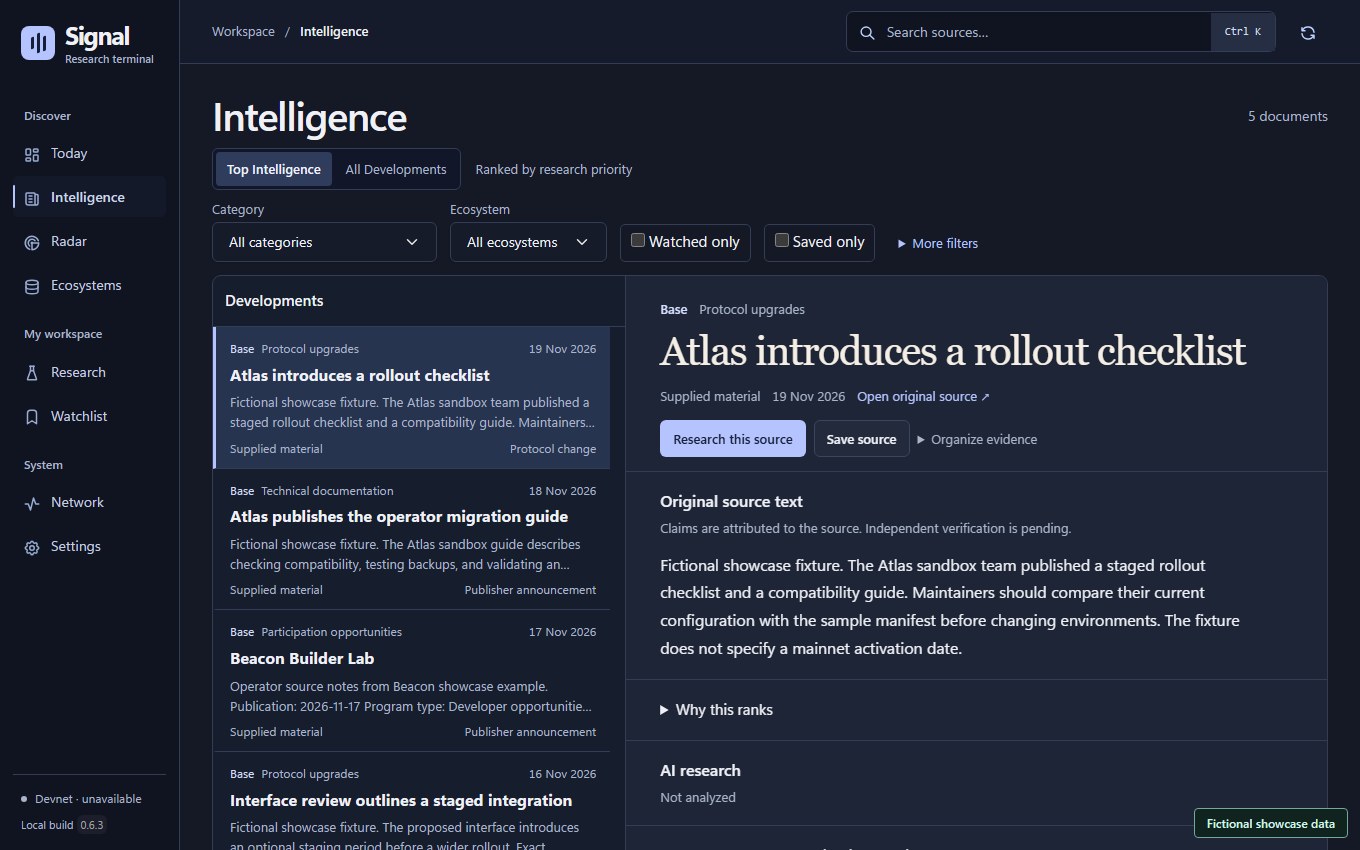 Signal
Research terminal
Discover
Today
Intelligence
Radar
Ecosystems
My workspace
Research
Watchlist
System
Network
Settings
Devnet · unavailable
Local build 0.6.3
Workspace / Intelligence
Search sources...
Ctrl K
Intelligence
5 documents
Top Intelligence
All Developments
Ranked by research priority
Category
Ecosystem
All categories
All ecosystems
Watched only
Saved only
More filters
Developments
Base Protocol upgrades 19 Nov 2026
Atlas introduces a rollout checklist
Fictional showcase fixture. The Atlas sandbox team published a
staged rollout checklist and a compatibility guide. Maintainers...
Supplied material Protocol change
Base Technical documentation 18 Nov 2026
Atlas publishes the operator migration guide
Fictional showcase fixture. The Atlas sandbox guide describes
checking compatibility, testing backups, and validating an...
Supplied material Publisher announcement
Base Participation opportunities 17 Nov 2026
Beacon Builder Lab
Operator source notes from Beacon showcase example.
Publication: 2026-11-17 Program type: Developer opportunitie...
Supplied material Publisher announcement
Base Protocol upgrades 16 Nov 2026
Interface review outlines a staged integration
Fictional showcase fixture. The proposed interface introduces
an optional staging period before a wider rollout. Exact
Base Protocol upgrades
Atlas introduces a rollout checklist
Supplied material 19 Nov 2026 Open original source ↗
Research this source
Save source
Organize evidence
Original source text
Claims are attributed to the source. Independent verification is pending.
Fictional showcase fixture. The Atlas sandbox team published a staged rollout
checklist and a compatibility guide. Maintainers should compare their current
configuration with the sample manifest before changing environments. The fixture
does not specify a mainnet activation date.
Why this ranks
AI research
Not analyzed
Fictional showcase data